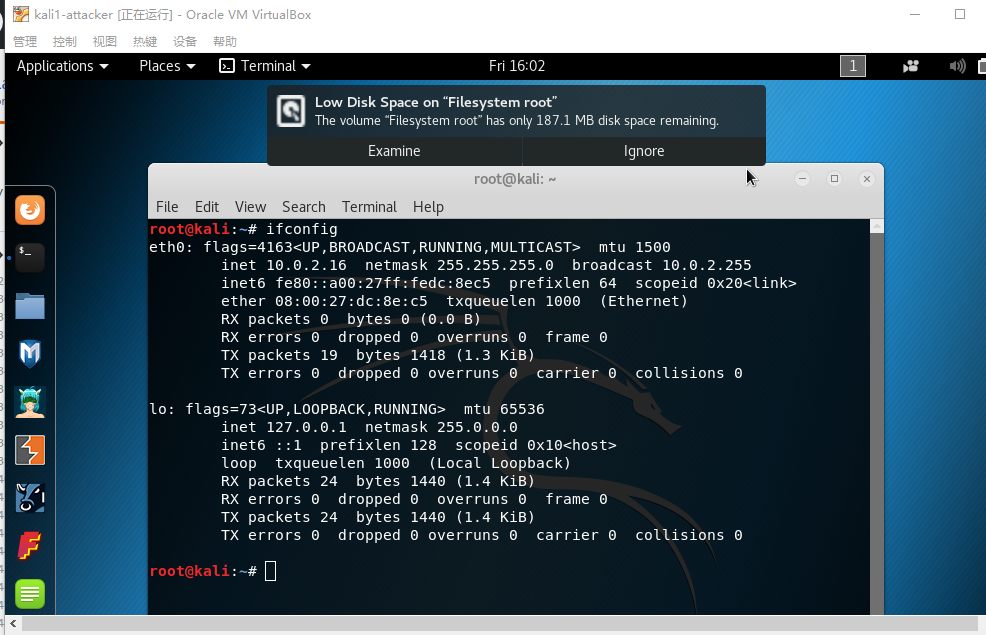 kali1-attacker [正在运行] - Oracle VM VirtualBox
管理 控制 视图 热键 设备 帮助
Applications Places Terminal Fri 16:02 1
Low Disk Space on “Filesystem root”
The volume “Filesystem root” has only 187.1 MB disk space remaining.
Examine Ignore
root@kali: ~
File Edit View Search Terminal Help
root@kali:~# ifconfig
eth0: flags=4163<UP,BROADCAST,RUNNING,MULTICAST>  mtu 1500
        inet 10.0.2.16  netmask 255.255.255.0  broadcast 10.0.2.255
        inet6 fe80::a00:27ff:fedc:8ec5  prefixlen 64  scopeid 0x20<link>
        ether 08:00:27:dc:8e:c5  txqueuelen 1000  (Ethernet)
        RX packets 0  bytes 0 (0.0 B)
        RX errors 0  dropped 0  overruns 0  frame 0
        TX packets 19  bytes 1418 (1.3 KiB)
        TX errors 0  dropped 0 overruns 0  carrier 0  collisions 0
lo: flags=73<UP,LOOPBACK,RUNNING>  mtu 65536
        inet 127.0.0.1  netmask 255.0.0.0
        inet6 ::1  prefixlen 128  scopeid 0x10<host>
        loop  txqueuelen 1000  (Local Loopback)
        RX packets 24  bytes 1440 (1.4 KiB)
        RX errors 0  dropped 0  overruns 0  frame 0
        TX packets 24  bytes 1440 (1.4 KiB)
        TX errors 0  dropped 0 overruns 0  carrier 0  collisions 0
root@kali:~#